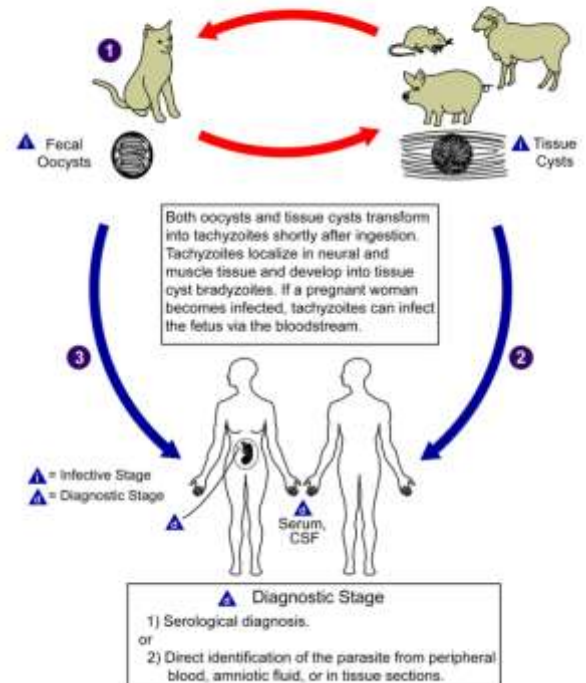 1
i Fecal
Oocysts
i Tissue
Cysts
Both oocysts and tissue cysts transform
into tachyzoites shortly after ingestion.
Tachyzoites localize in neural and
muscle tissue and develop into tissue
cyst bradyzoites. If a pregnant woman
becomes infected, tachyzoites can infect
the fetus via the bloodstream.
3
2
i = Infective Stage
d = Diagnostic Stage
d
d
Serum,
CSF
d Diagnostic Stage
1) Serological diagnosis.
or
2) Direct identification of the parasite from peripheral
blood, amniotic fluid, or in tissue sections.